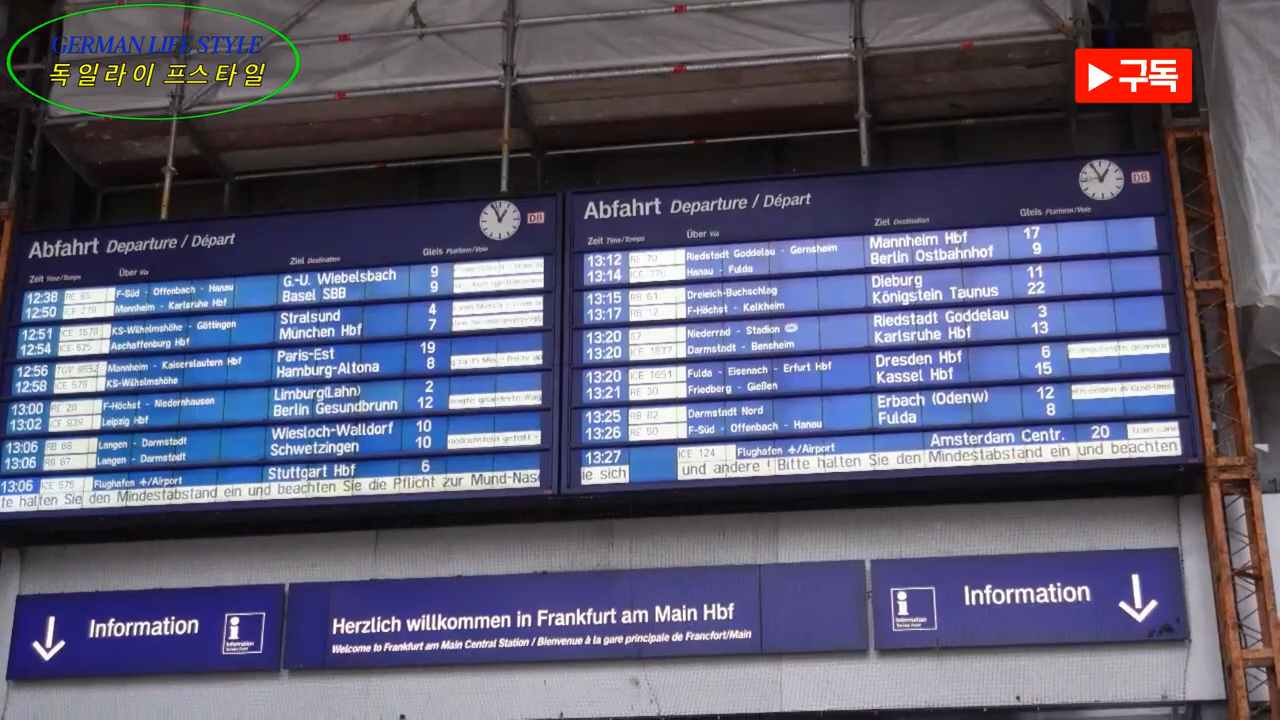 GERMAN LIFE STYLE
독일라이프스타일
구독
Abfahrt Departure / Départ DB
Zeit Time/Temps Über Via Ziel Destination Gleis Platform/Voie
12:38 RE 85 F-Süd - Offenbach - Hanau G.-U. Wiebelsbach 9
12:50 ICE 278 Mannheim - Karlsruhe Hbf Basel SBB 9
12:51 ICE 1578 KS-Wilhelmshöhe - Göttingen Stralsund 4
12:54 ICE 625 Aschaffenburg Hbf München Hbf 7
12:56 TGV 9552 Mannheim - Kaiserslautern Hbf Paris-Est 19
12:58 ICE 578 KS-Wilhelmshöhe Hamburg-Altona 8
13:00 RE 20 F-Höchst - Niedernhausen Limburg(Lahn) 2
13:02 ICE 939 Leipzig Hbf Berlin Gesundbrunn 12
13:06 RB 68 Langen - Darmstadt Wiesloch-Walldorf 10
13:06 RB 67 Langen - Darmstadt Schwetzingen 10
13:06 ICE 575 Flughafen ✈/Airport Stuttgart Hbf 6
te halten Sie den Mindestabstand ein und beachten Sie die Pflicht zur Mund-Nas
Abfahrt Departure / Départ DB
Zeit Time/Temps Über Via Ziel Destination Gleis Platform/Voie
13:12 RE 70 Riedstadt Goddelau - Gernsheim Mannheim Hbf 17
13:14 ICE Hanau - Fulda Berlin Ostbahnhof 9
13:15 RB 61 Dreieich-Buchschlag Dieburg 11
13:17 RB 12 F-Höchst - Kelkheim Königstein Taunus 22
13:20 S7 Niederrad - Stadion Riedstadt Goddelau 3
13:20 ICE 1677 Darmstadt - Bensheim Karlsruhe Hbf 13
13:20 ICE 1651 Fulda - Eisenach - Erfurt Hbf Dresden Hbf 6
13:21 RE 30 Friedberg - Gießen Kassel Hbf 15
13:25 RB 82 Darmstadt Nord Erbach (Odenw) 12
13:26 RE 50 F-Süd - Offenbach - Hanau Fulda 8
13:27 ICE 124 Flughafen ✈/Airport Amsterdam Centr. 20
ie sich und andere ! Bitte halten Sie den Mindestabstand ein und beachten
Information i Information
Herzlich willkommen in Frankfurt am Main Hbf
Welcome to Frankfurt am Main Central Station / Bienvenue à la gare principale de Francfort/Main
i Information Information